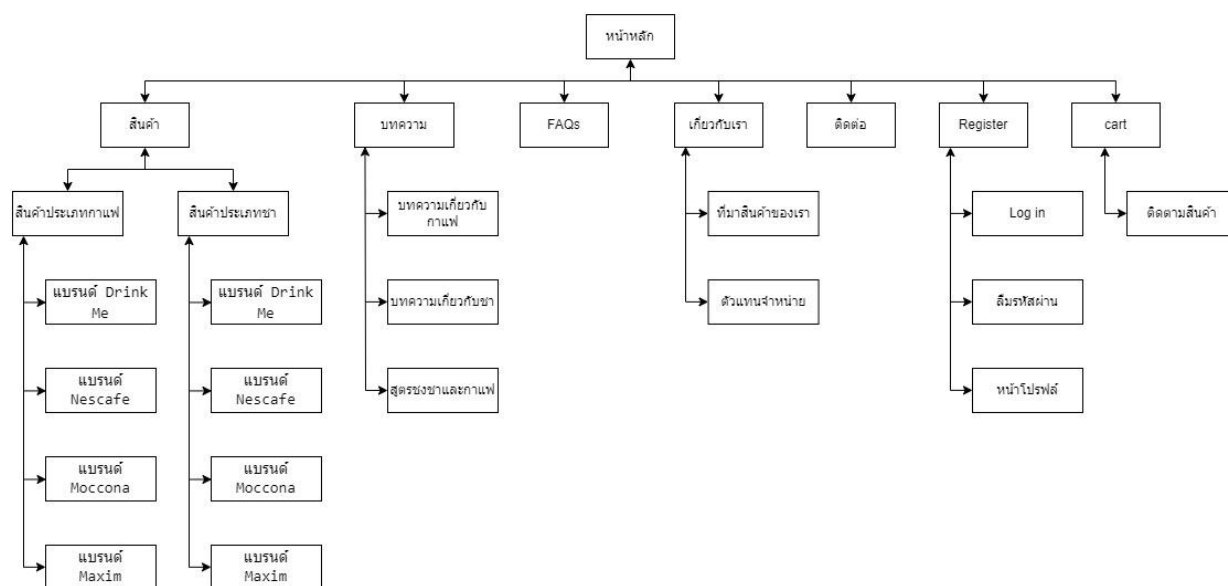 หน้าหลัก
สินค้า
บทความ
FAQs
เกี่ยวกับเรา
ติดต่อ
Register
cart
สินค้าประเภทกาแฟ
สินค้าประเภทชา
บทความเกี่ยวกับ
กาแฟ
ที่มาสินค้าของเรา
Log in
ติดตามสินค้า
แบรนด์ Drink
Me
แบรนด์ Drink
Me
บทความเกี่ยวกับชา
ตัวแทนจำหน่าย
ลืมรหัสผ่าน
แบรนด์
Nescafe
แบรนด์
Nescafe
สูตรชงชาและกาแฟ
หน้าโปรฟล์
แบรนด์
Moccona
แบรนด์
Moccona
แบรนด์
Maxim
แบรนด์
Maxim